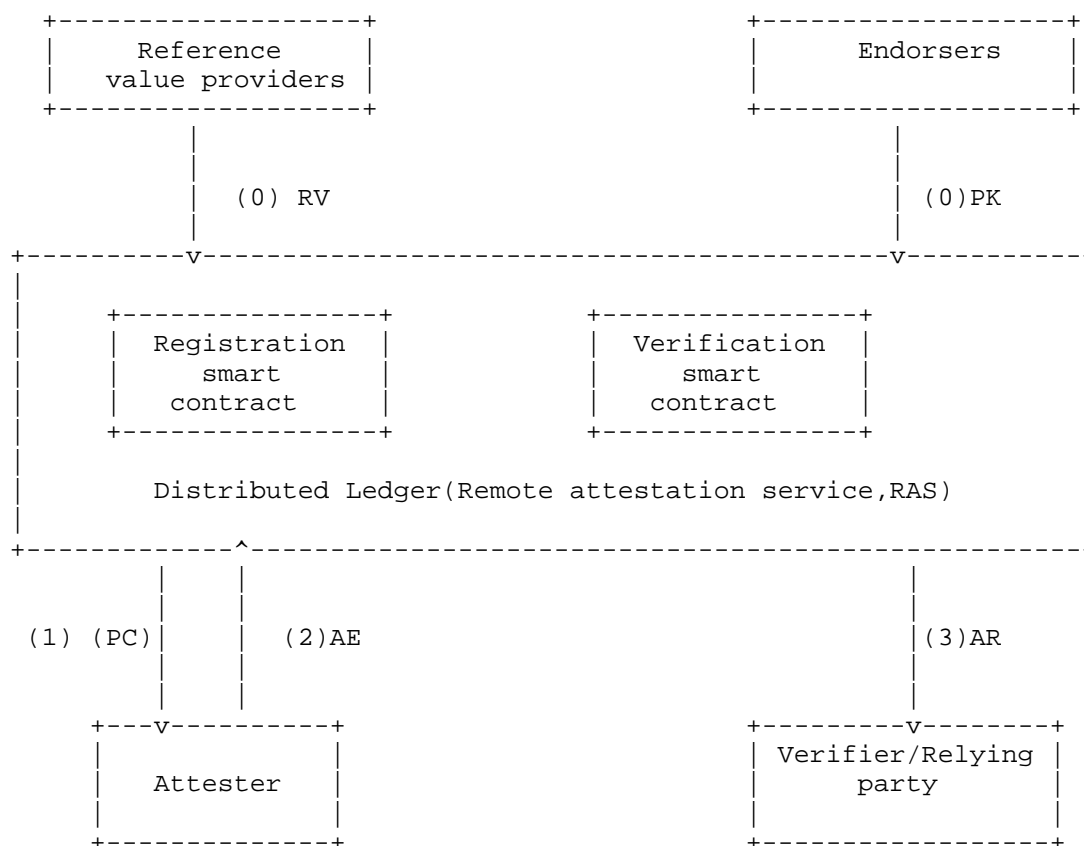 Reference
value providers
Endorsers
(0) RV
(0)PK
Registration
smart
contract
Verification
smart
contract
Distributed Ledger(Remote attestation service,RAS)
(1) (PC)
(2)AE
(3)AR
Attester
Verifier/Relying
party